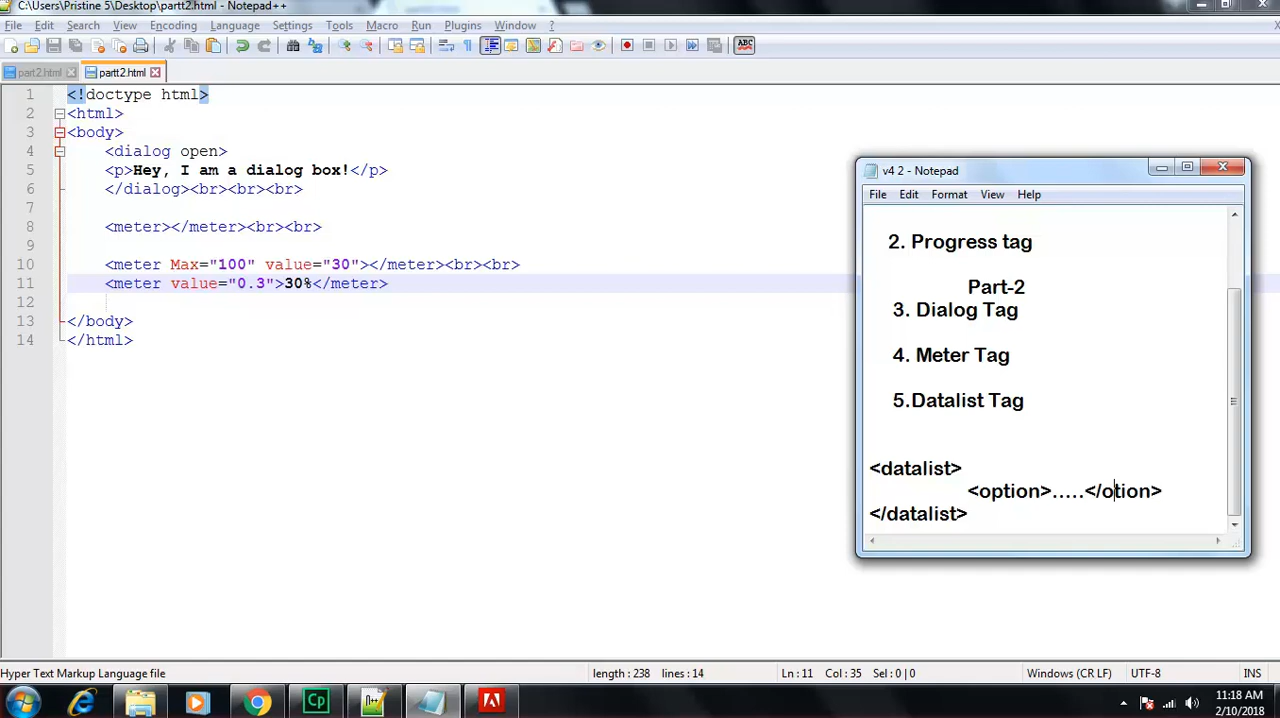 C:\Users\Pristine 5\Desktop\partt2.html - Notepad++
File Edit Search View Encoding Language Settings Tools Macro Run Plugins Window ?
ABC
part2.html partt2.html
1 <!doctype html>
2 <html>
3 <body>
4 <dialog open>
5 <p>Hey, I am a dialog box!</p>
6 </dialog><br><br><br>
7
8 <meter></meter><br><br>
9
10 <meter Max="100" value="30"></meter><br><br>
11 <meter value="0.3">30%</meter>
12
13 </body>
14 </html>
v4 2 - Notepad
File Edit Format View Help
2. Progress tag
Part-2
3. Dialog Tag
4. Meter Tag
5.Datalist Tag
<datalist>
<option>.....</otion>
</datalist>
Hyper Text Markup Language file length: 238 lines: 14 Ln: 11 Col: 35 Sel: 0 | 0 Windows (CR LF) UTF-8 INS
Cp
11:18 AM
2/10/2018